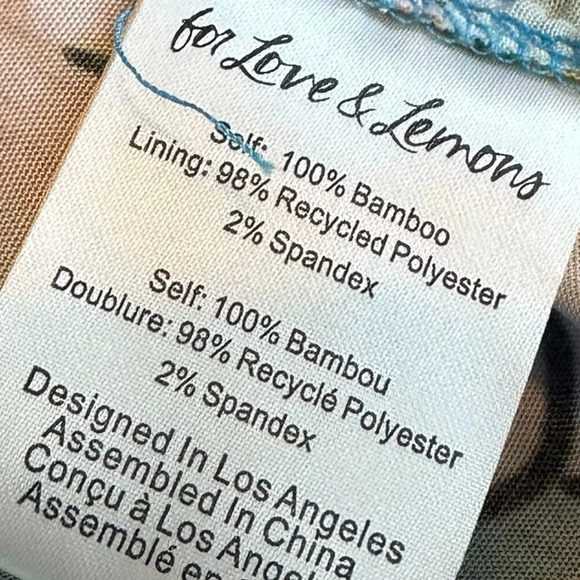 for Love & Lemons
Self: 100% Bamboo
Lining: 98% Recycled Polyester
2% Spandex
Self: 100% Bambou
Doublure: 98% Recyclé Polyester
2% Spandex
Designed In Los Angeles
Assembled In China
Conçu à Los
Assemblé